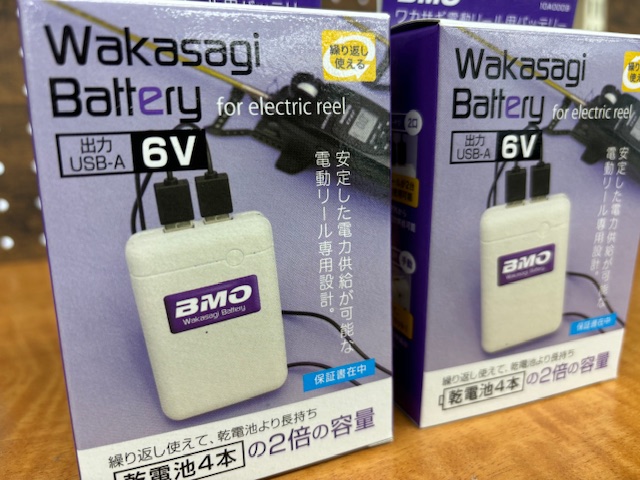 Wakasagi
Battery for electric reel
繰り返し
使える
出力
USB-A 6V
安定した電力供給が可能な
電動リール専用設計。
BMO
Wakasagi Battery
保証書在中
繰り返し使えて、乾電池より長持ち
乾電池4本の2倍の容量
BMO
10A0009
ワカサギ電動リール用バッテリー
Wakasagi
Battery for electric reel
出力
USB-A 6V
安定した電力供給が可能な
電動リール専用設計。
BMO
Wakasagi Battery
保証書在中
繰り返し使えて、乾電池より長持ち
乾電池4本の2倍の容量